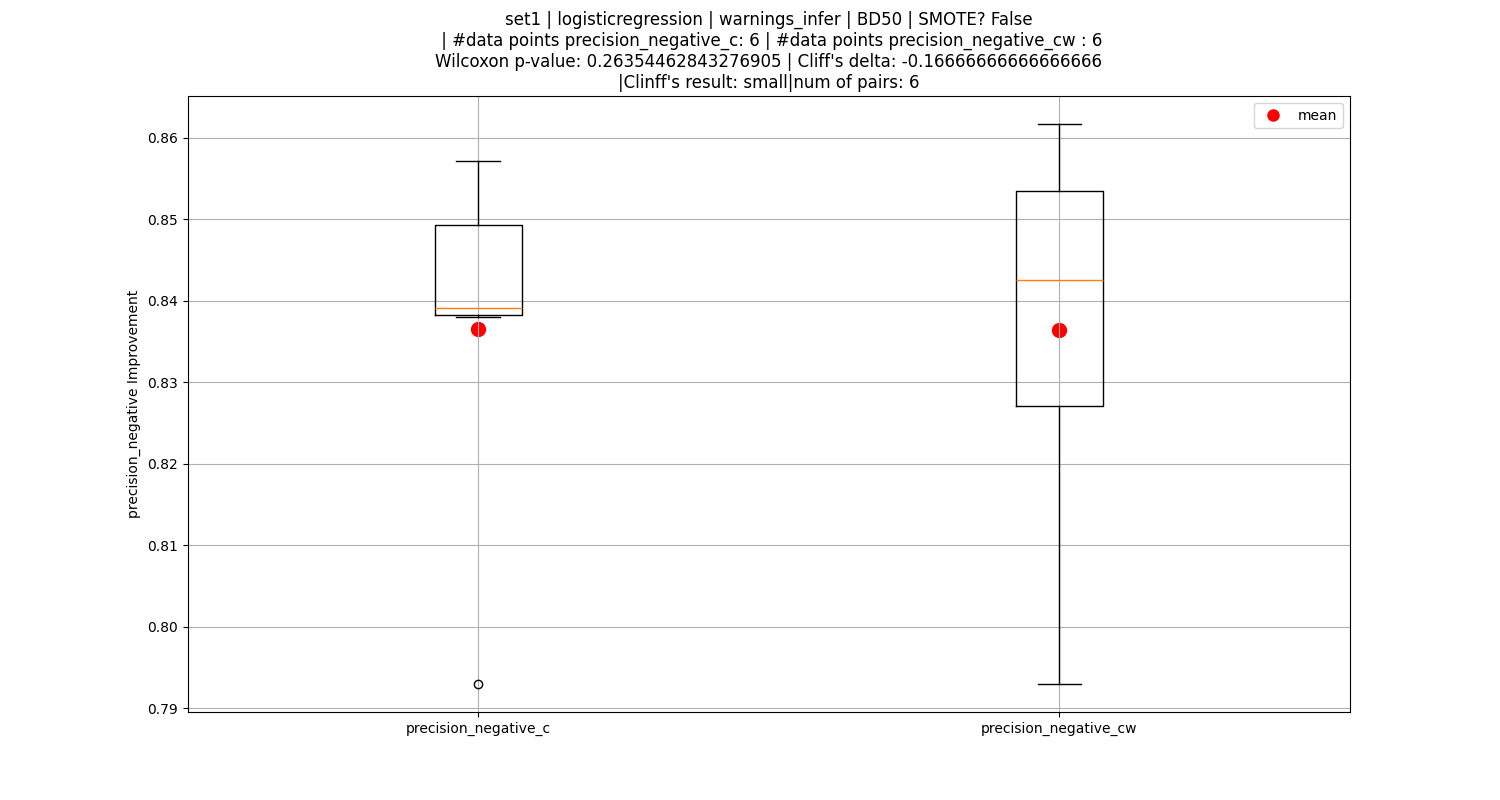 set1 | logisticregression | warnings_infer | BD50 | SMOTE? False
| #data points precision_negative_c: 6 | #data points precision_negative_cw : 6
Wilcoxon p-value: 0.26354462843276905 | Cliff's delta: -0.16666666666666666
|Clinff's result: small|num of pairs: 6
mean
0.86
0.85
0.84
0.83
0.82
0.81
0.80
0.79
precision_negative Improvement
precision_negative_c
precision_negative_cw